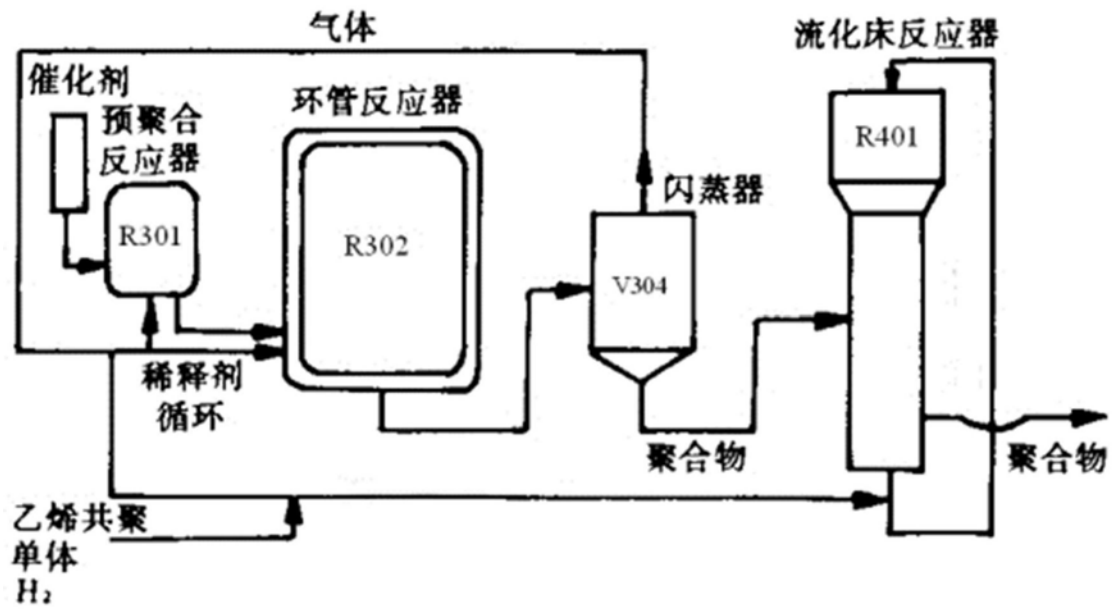 气体
流化床反应器
催化剂
预聚合
反应器
环管反应器
R401
闪蒸器
R301
R302
V304
稀释剂
循环
聚合物
聚合物
乙烯共聚
单体
H₂